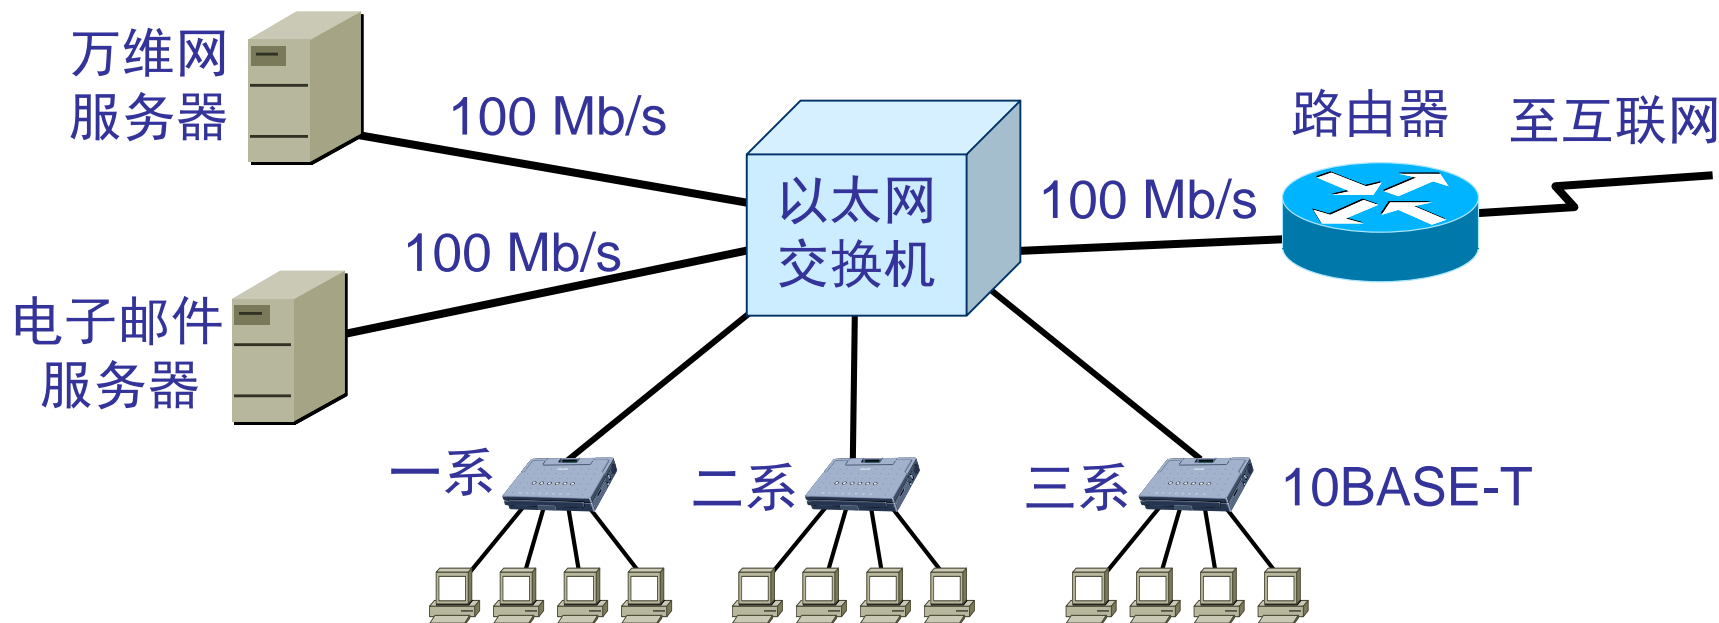 万维网
服务器
100 Mb/s
路由器
至互联网
以太网
交换机
100 Mb/s
100 Mb/s
电子邮件
服务器
一系
二系
三系
10BASE-T